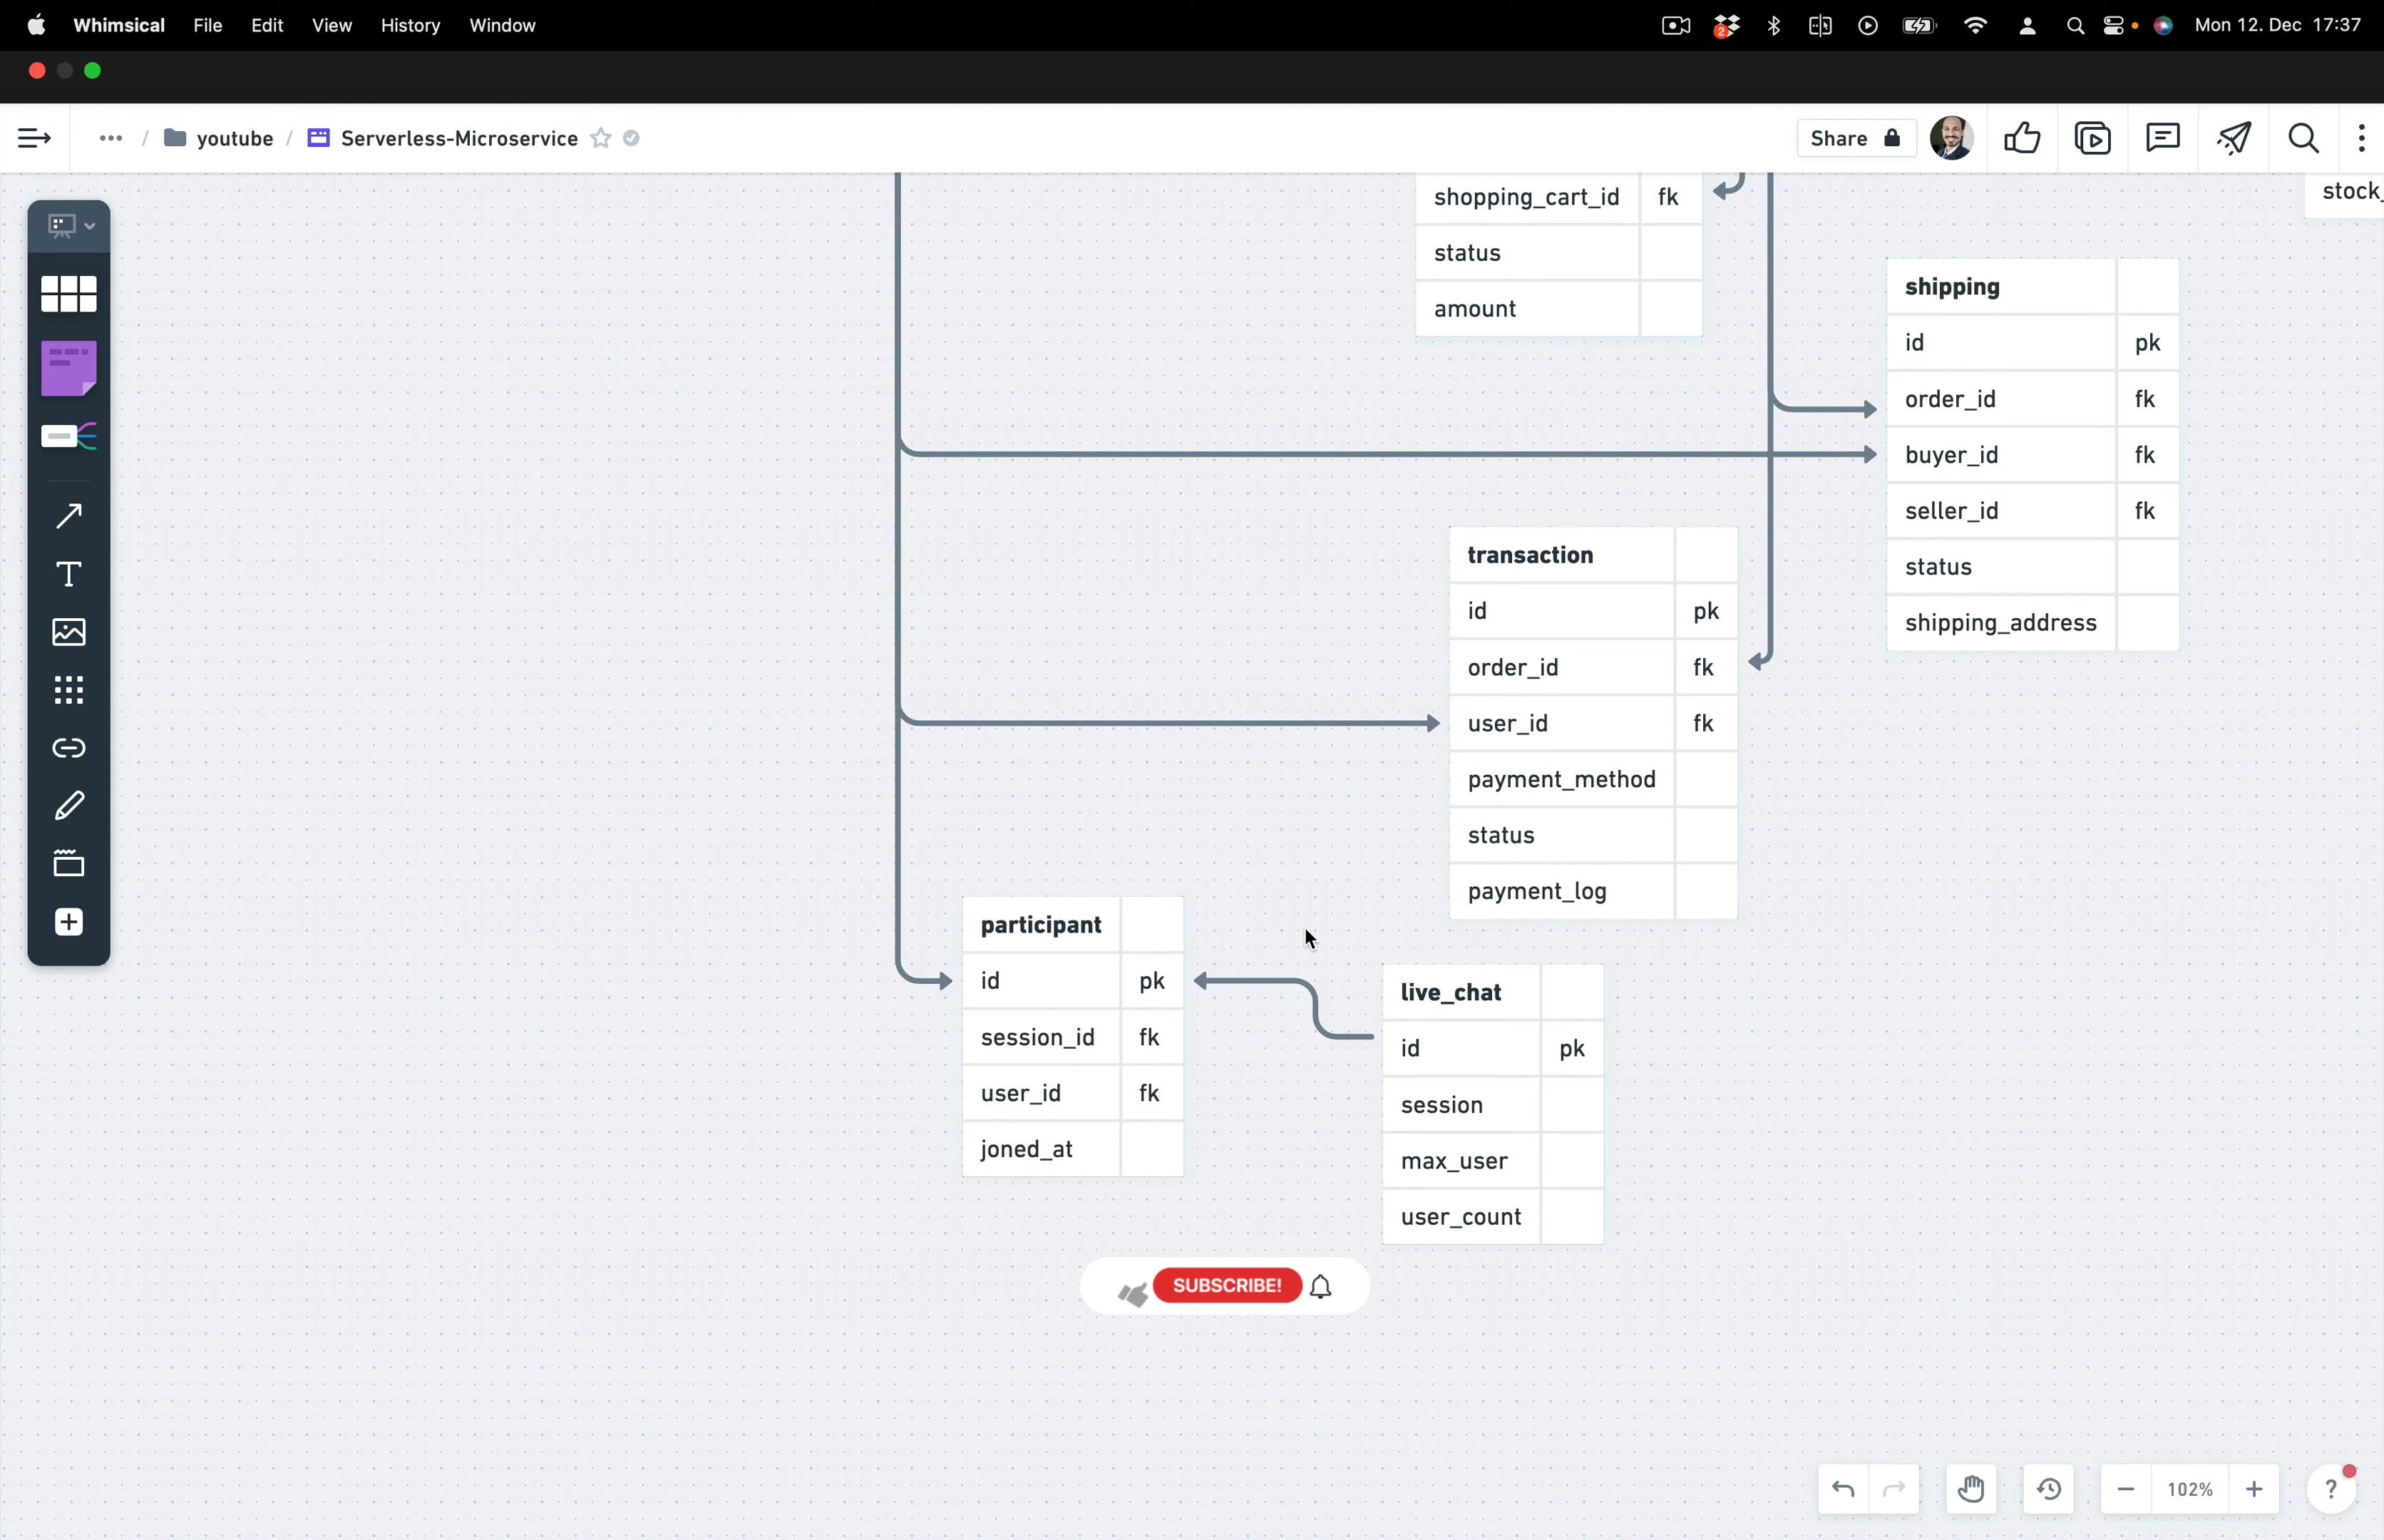 Whimsical File Edit View History Window 2 Mon 12. Dec 17:37
... / youtube / Serverless-Microservice Share
shopping_cart_id fk
status
amount
stock_
shipping
id pk
order_id fk
buyer_id fk
seller_id fk
status
shipping_address
transaction
id pk
order_id fk
user_id fk
payment_method
status
payment_log
participant
id pk
session_id fk
user_id fk
joned_at
live_chat
id pk
session
max_user
user_count
SUBSCRIBE!
102% ?